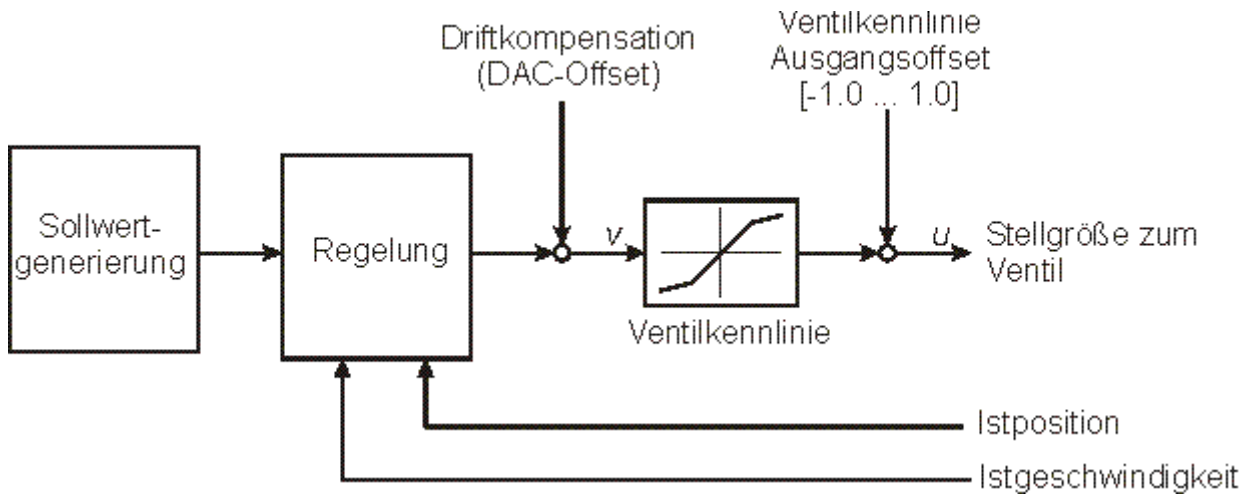 Driftkompensation
(DAC-Offset)
Ventilkennlinie
Ausgangsoffset
[-1.0 ... 1.0]
Sollwert-
generierung
Regelung
v
Ventilkennlinie
u
Stellgröße zum
Ventil
Istposition
Istgeschwindigkeit